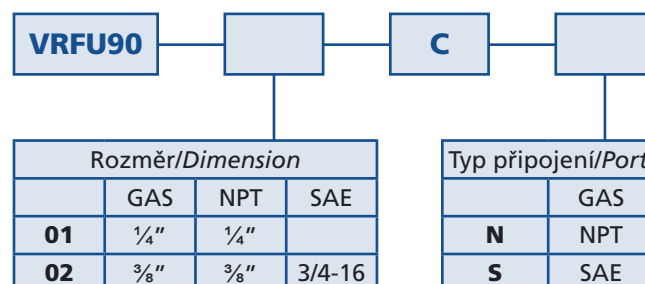 VRFU90 C
Rozměr/Dimension
GAS NPT SAE
01 ¼" ¼"
02 ⅜" ⅜" 3/4-16
Typ připojení/Port
GAS
N NPT
S SAE